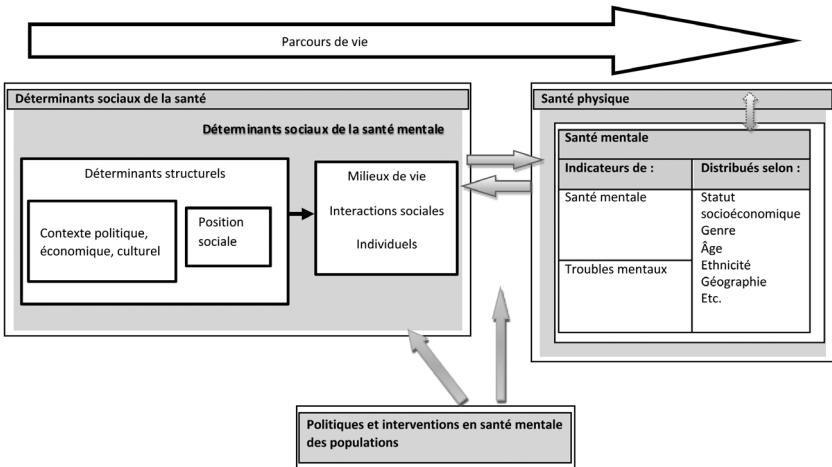 Parcours de vie
Déterminants sociaux de la santé
Déterminants sociaux de la santé mentale
Déterminants structurels
Contexte politique,
économique, culturel
Position
sociale
Milieux de vie
Interactions sociales
Individuels
Santé physique
Santé mentale
Indicateurs de :
Distribués selon :
Santé mentale
Troubles mentaux
Statut
socioéconomique
Genre
Âge
Ethnicité
Géographie
Etc.
Politiques et interventions en santé mentale
des populations